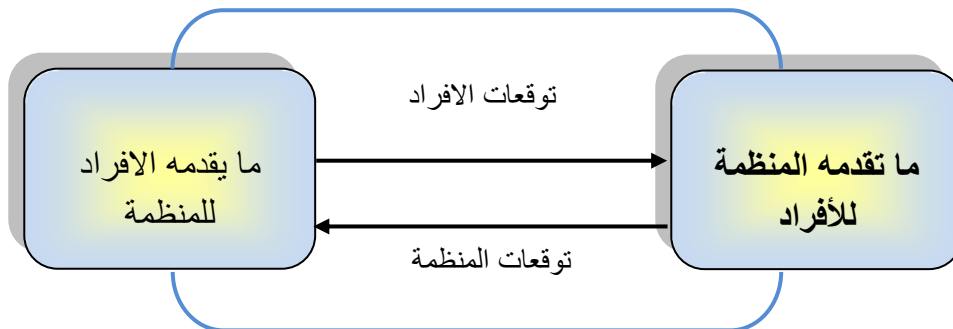 توقعات الافراد
ما تقدمه المنظمة
للأفراد
ما يقدمه الافراد
للمنظمة
توقعات المنظمة